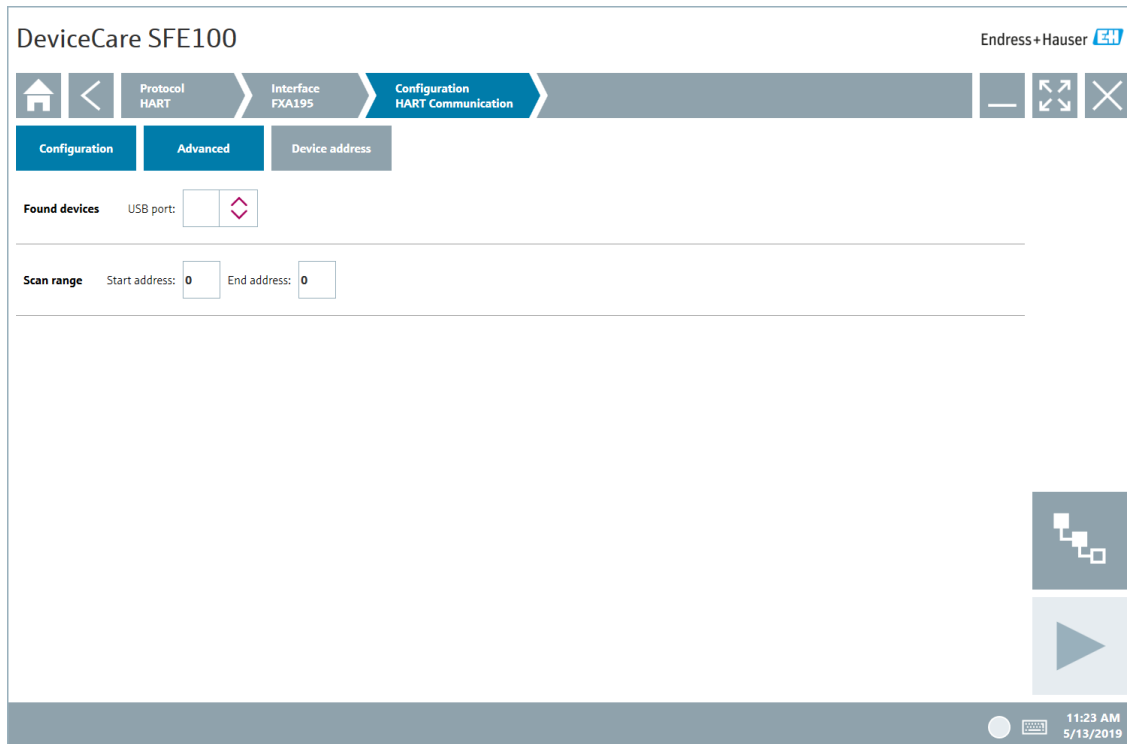 DeviceCare SFE100
Endress+Hauser EH
Protocol
HART
Interface
FXA195
Configuration
HART Communication
Configuration
Advanced
Device address
Found devices
USB port:
Scan range
Start address: 0
End address: 0
11:23 AM
5/13/2019